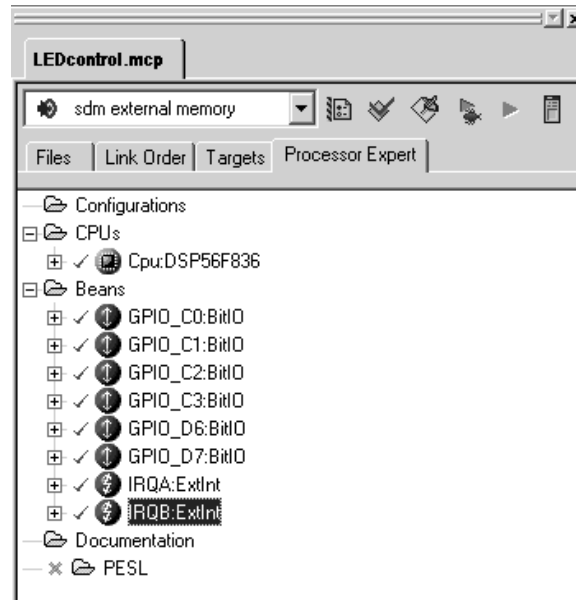 LEDcontrol.mcp
sdm external memory
Files Link Order Targets Processor Expert
Configurations
CPUs
Cpu:DSP56F836
Beans
GPIO_C0:BitIO
GPIO_C1:BitIO
GPIO_C2:BitIO
GPIO_C3:BitIO
GPIO_D6:BitIO
GPIO_D7:BitIO
IRQA:ExtInt
IRQB:ExtInt
Documentation
PESL